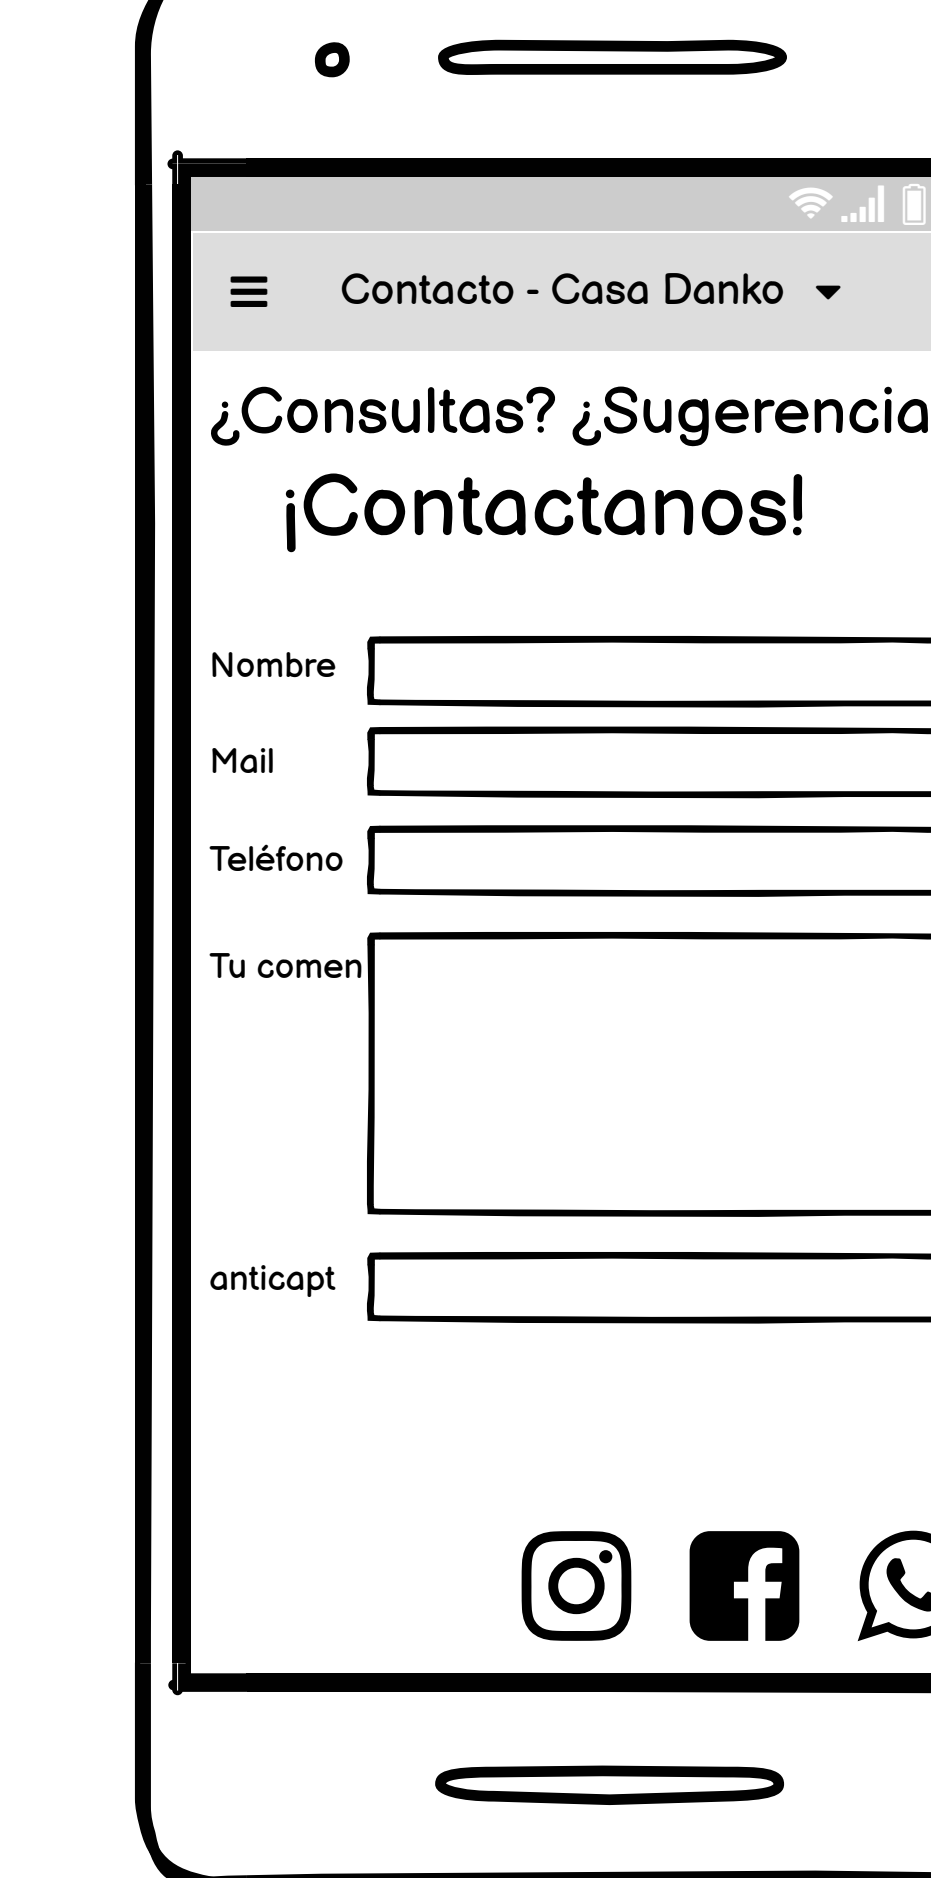 Contacto - Casa Danko
¿Consultas? ¿Sugerencia
¡Contactanos!
Nombre
Mail
Teléfono
Tu comen
anticapt